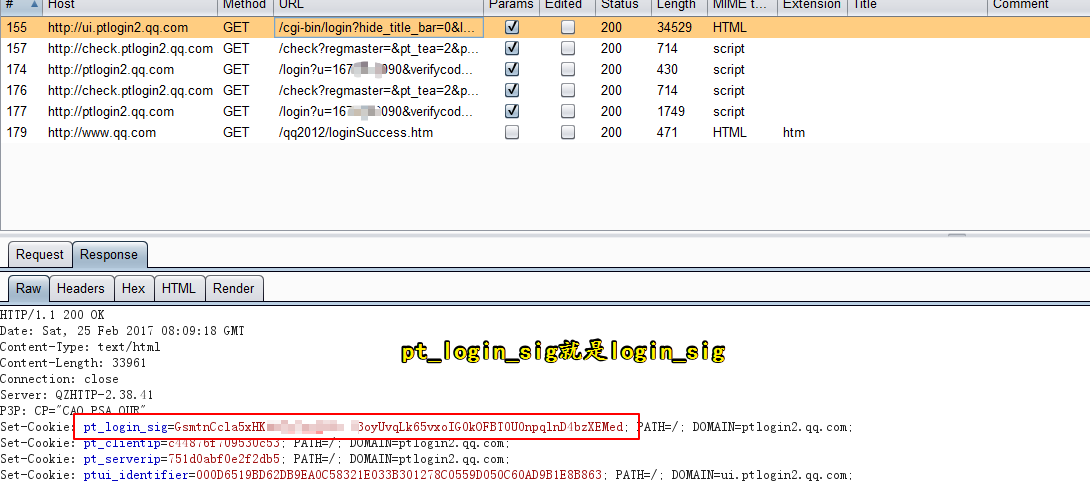 # Host Method URL Params Edited Status Length MIME t... Extension Title Comment
155 http://ui.ptlogin2.qq.com GET /cgi-bin/login?hide_title_bar=0&l... 200 34529 HTML
157 http://check.ptlogin2.qq.com GET /check?regmaster=&pt_tea=2&p... 200 714 script
174 http://ptlogin2.qq.com GET /login?u=167 090&verifycod... 200 430 script
176 http://check.ptlogin2.qq.com GET /check?regmaster=&pt_tea=2&p... 200 714 script
177 http://ptlogin2.qq.com GET /login?u=167 090&verifycod... 200 1749 script
179 http://www.qq.com GET /qq2012/loginSuccess.htm 200 471 HTML htm
Request Response
Raw Headers Hex HTML Render
HTTP/1.1 200 OK
Date: Sat, 25 Feb 2017 08:09:18 GMT
pt_login_sig就是login_sig
Content-Type: text/html
Content-Length: 33961
Connection: close
Server: QZHTTP-2.38.41
P3P: CP="CAO PSA OUR"
Set-Cookie: pt_login_sig=GsmtnCcla5xHK 3oyUvqLk65vxoIG0kOFBT0U0npqlnD4bzXEMed; PATH=/; DOMAIN=ptlogin2.qq.com;
Set-Cookie: pt_clientip=c44876f709530c53; PATH=/; DOMAIN=ptlogin2.qq.com;
Set-Cookie: pt_serverip=751d0abf0e2f2db5; PATH=/; DOMAIN=ptlogin2.qq.com;
Set-Cookie: ptui_identifier=000D6519BD62DB9EA0C58321E033B301278C0559D050C60AD9B1E8B863; PATH=/; DOMAIN=ui.ptlogin2.qq.com;